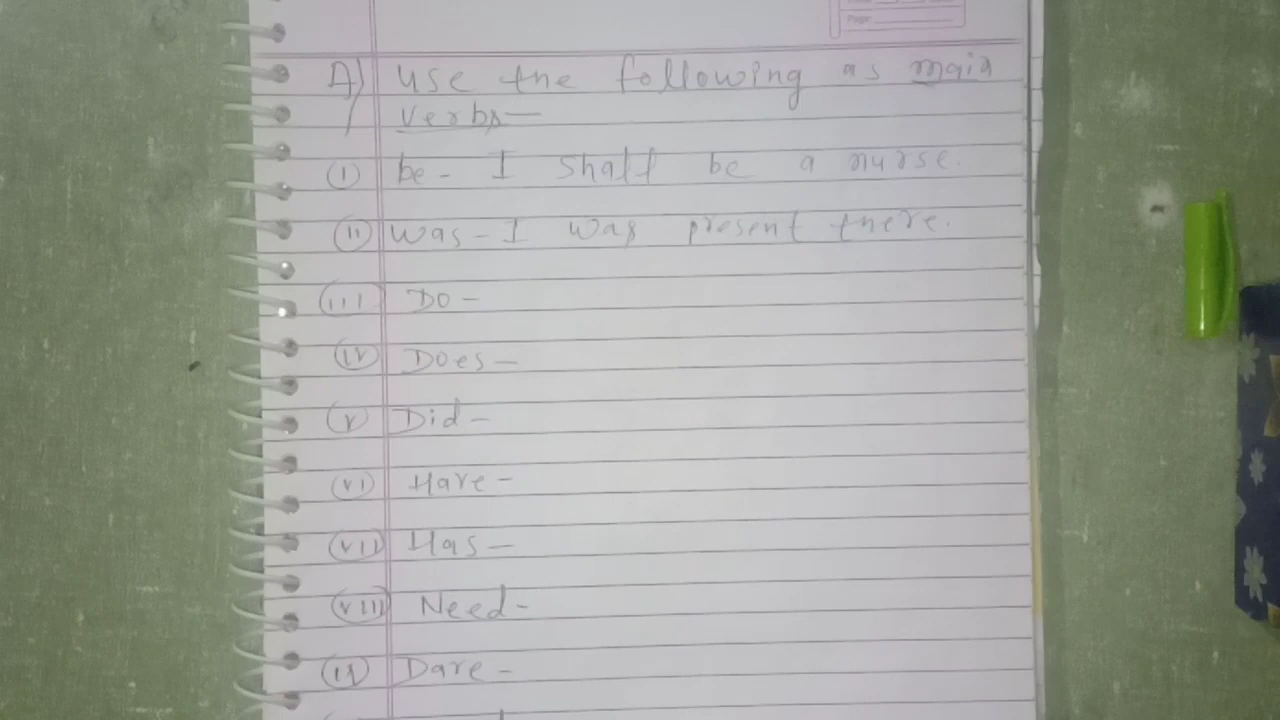 Page:
A) Use the following as main
verbs—
(i) be - I shall be a nurse.
(ii) Was - I was present there.
(iii) Do -
(iv) Does —
(v) Did -
(vi) Have -
(vii) Has —
(viii) Need -
(ix) Dare -